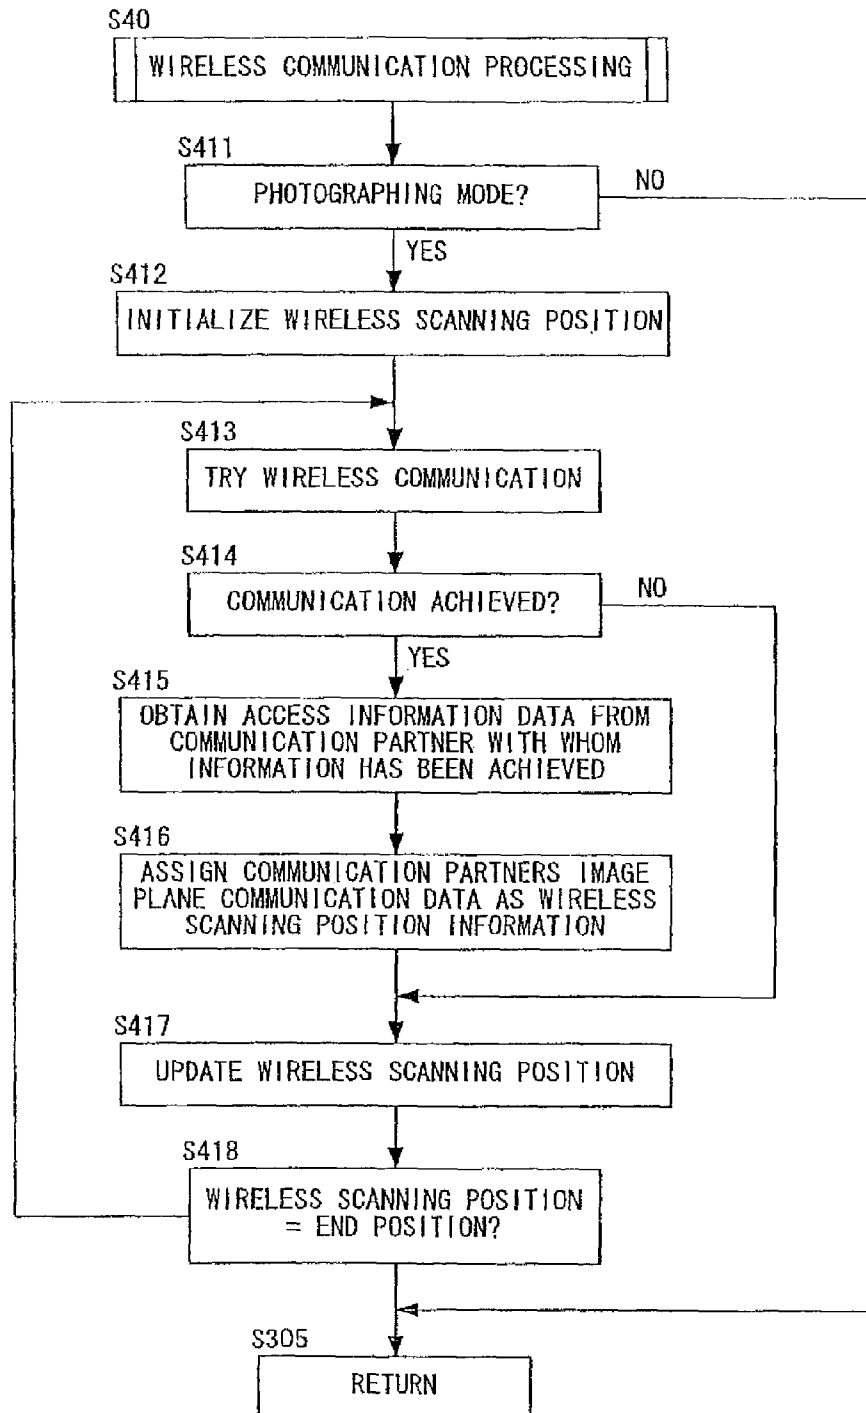 S40
WIRELESS COMMUNICATION PROCESSING
S411
PHOTOGRAPHING MODE?
NO
YES
S412
INITIALIZE WIRELESS SCANNING POSITION
S413
TRY WIRELESS COMMUNICATION
S414
COMMUNICATION ACHIEVED?
NO
YES
S415
OBTAIN ACCESS INFORMATION DATA FROM
COMMUNICATION PARTNER WITH WHOM
INFORMATION HAS BEEN ACHIEVED
S416
ASSIGN COMMUNICATION PARTNERS IMAGE
PLANE COMMUNICATION DATA AS WIRELESS
SCANNING POSITION INFORMATION
S417
UPDATE WIRELESS SCANNING POSITION
S418
WIRELESS SCANNING POSITION
= END POSITION?
S305
RETURN